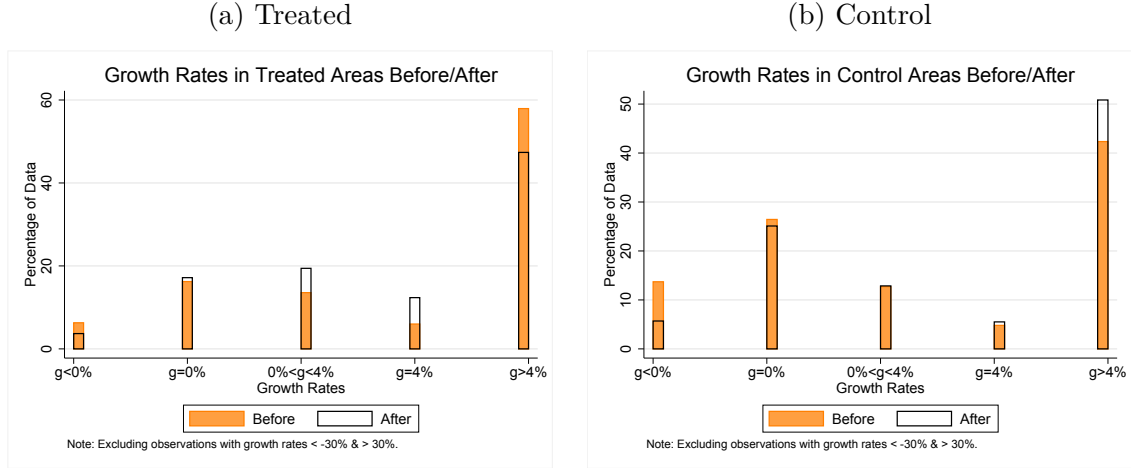 (a) Treated
Growth Rates in Treated Areas Before/After
Percentage of Data
60
40
20
0
g<0%
g=0%
0%<g<4%
g=4%
g>4%
Growth Rates
Before
After
Note: Excluding observations with growth rates < -30% & > 30%.
(b) Control
Growth Rates in Control Areas Before/After
Percentage of Data
50
40
30
20
10
0
g<0%
g=0%
0%<g<4%
g=4%
g>4%
Growth Rates
Before
After
Note: Excluding observations with growth rates < -30% & > 30%.